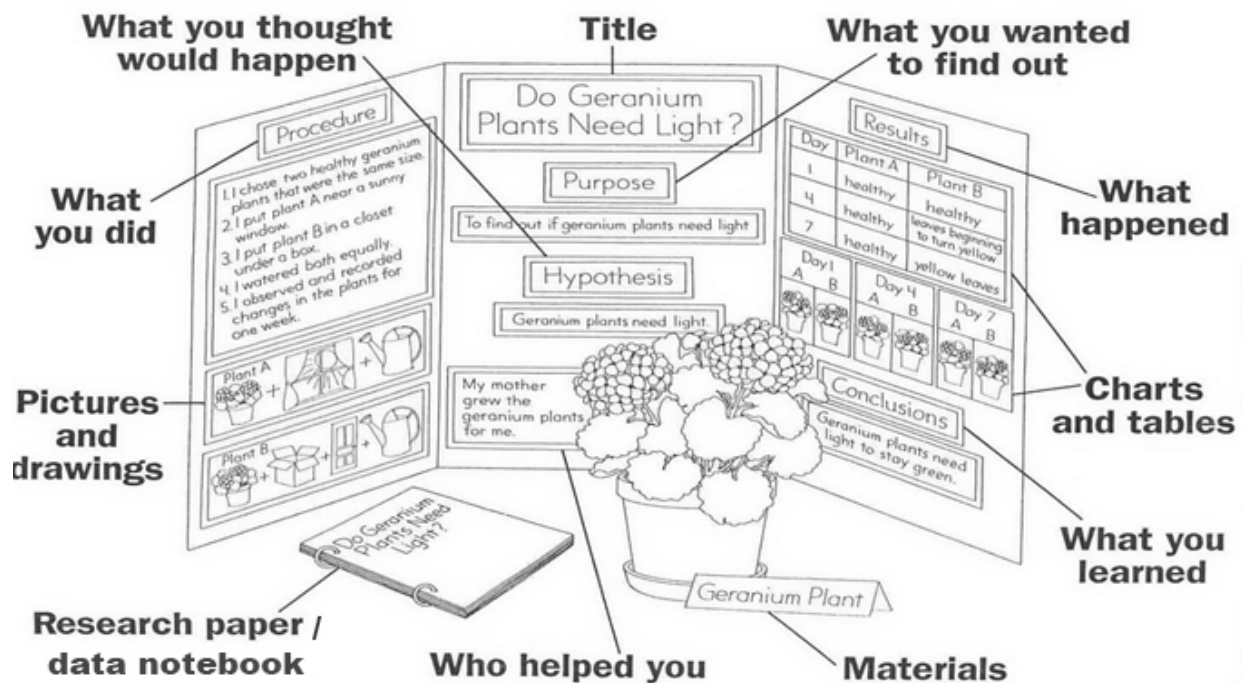 What you thought
would happen
Title
What you wanted
to find out
What
you did
Procedure
1. I chose two healthy geranium
plants that were the same size.
2. I put plant A near a sunny
window.
3. I put plant B in a closet
under a box.
4. I watered both equally.
5. I observed and recorded
changes in the plants for
one week.
Pictures
and
drawings
Plant A
+
+
Plant B
+
+
+
Do Geranium
Plants Need Light?
Purpose
To find out if geranium plants need light
Hypothesis
Geranium plants need light.
My mother
grew the
geranium plants
for me.
Results
Day Plant A Plant B
1 healthy healthy
4 healthy leaves beginning
to turn yellow
7 healthy yellow leaves
Day 1
A B
Day 4
A B
Day 7
A B
Conclusions
Geranium plants need
light to stay green.
What
happened
Charts
and tables
What you
learned
Do Geranium
Plants Need
Light?
Geranium Plant
Research paper /
data notebook
Who helped you
Materials